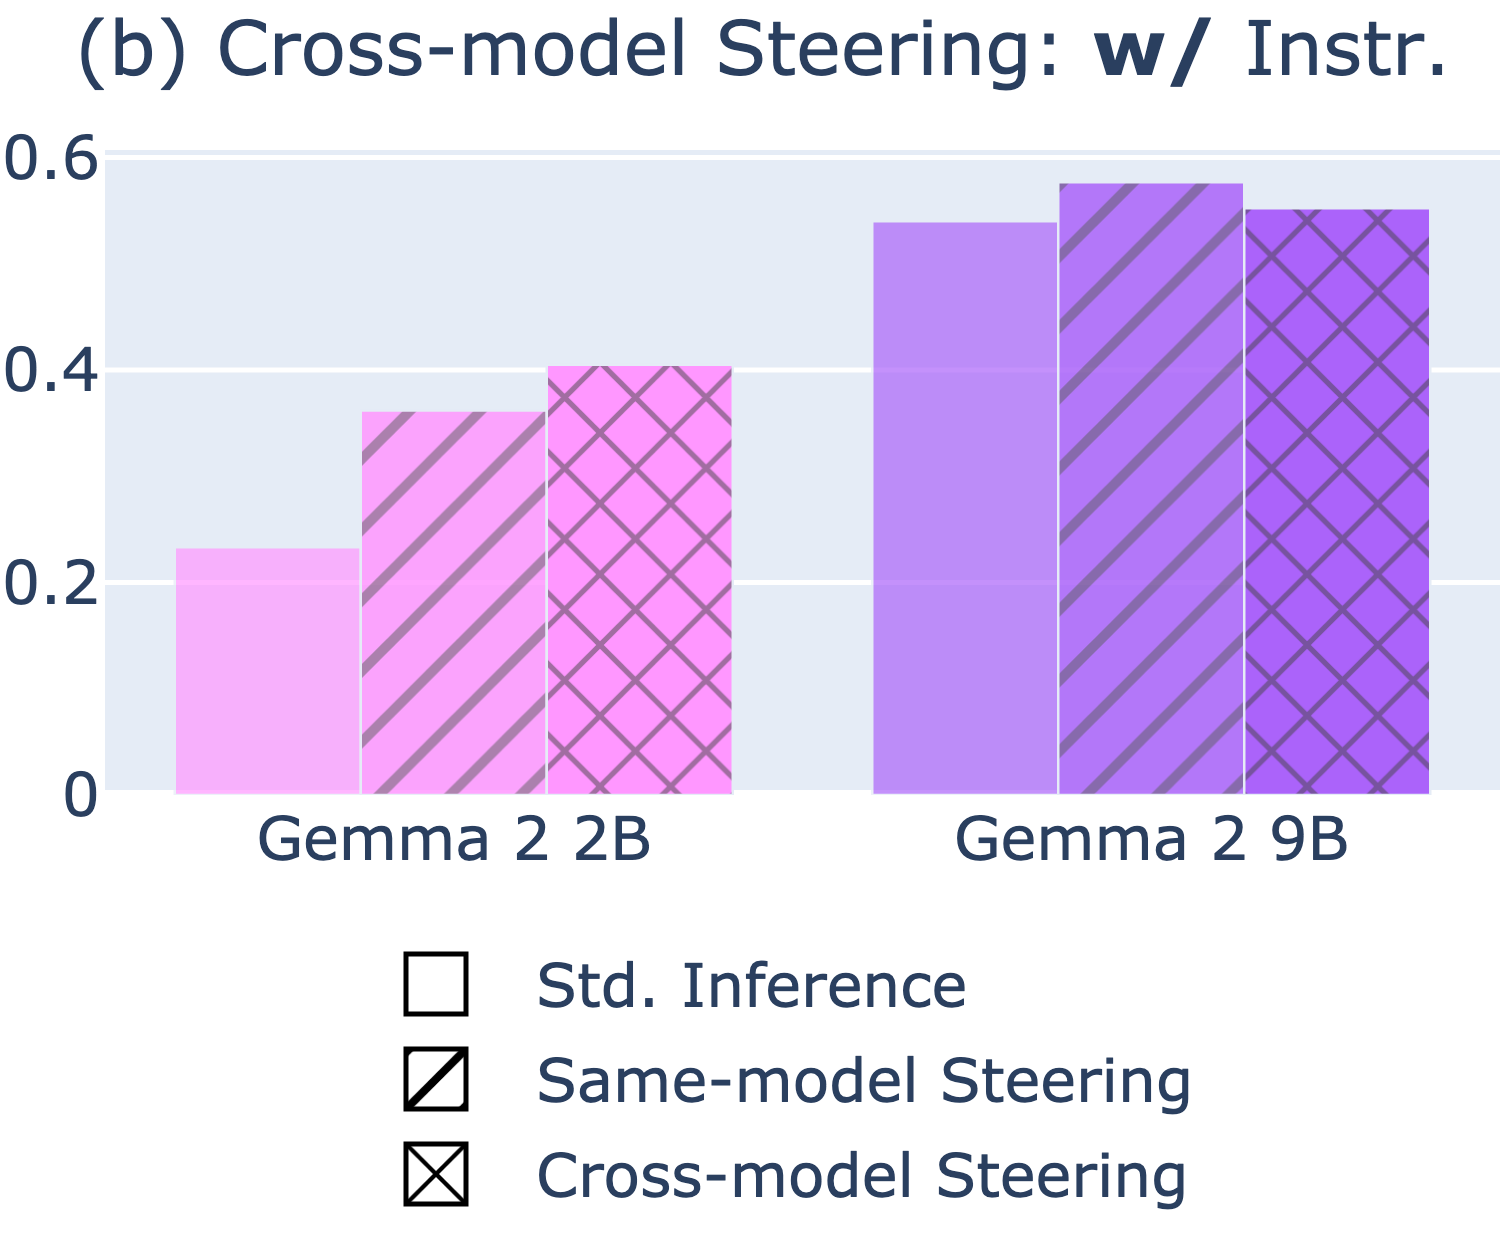 (b) Cross-model Steering: w/ Instr.
0.6
0.4
0.2
0
Gemma 2 2B
Gemma 2 9B
Std. Inference
Same-model Steering
Cross-model Steering